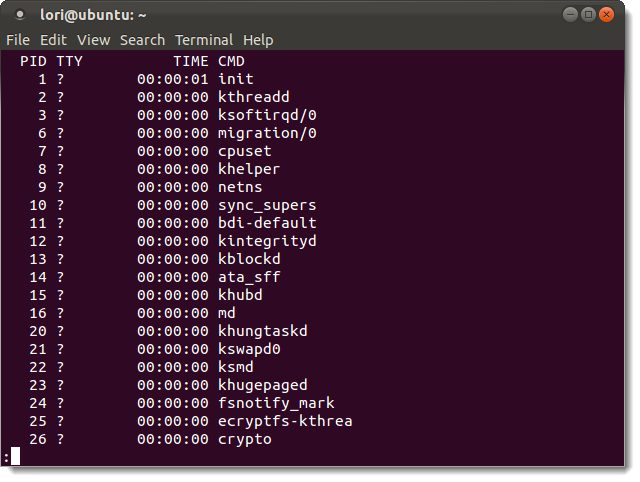 lori@ubuntu: ~
File Edit View Search Terminal Help
PID TTY TIME CMD
1 ? 00:00:01 init
2 ? 00:00:00 kthreadd
3 ? 00:00:00 ksoftirqd/0
6 ? 00:00:00 migration/0
7 ? 00:00:00 cpuset
8 ? 00:00:00 khelper
9 ? 00:00:00 netns
10 ? 00:00:00 sync_supers
11 ? 00:00:00 bdi-default
12 ? 00:00:00 kintegrityd
13 ? 00:00:00 kblockd
14 ? 00:00:00 ata_sff
15 ? 00:00:00 khubd
16 ? 00:00:00 md
20 ? 00:00:00 khungtaskd
21 ? 00:00:00 kswapd0
22 ? 00:00:00 ksmd
23 ? 00:00:00 khugepaged
24 ? 00:00:00 fsnotify_mark
25 ? 00:00:00 ecryptfs-kthrea
26 ? 00:00:00 crypto
: